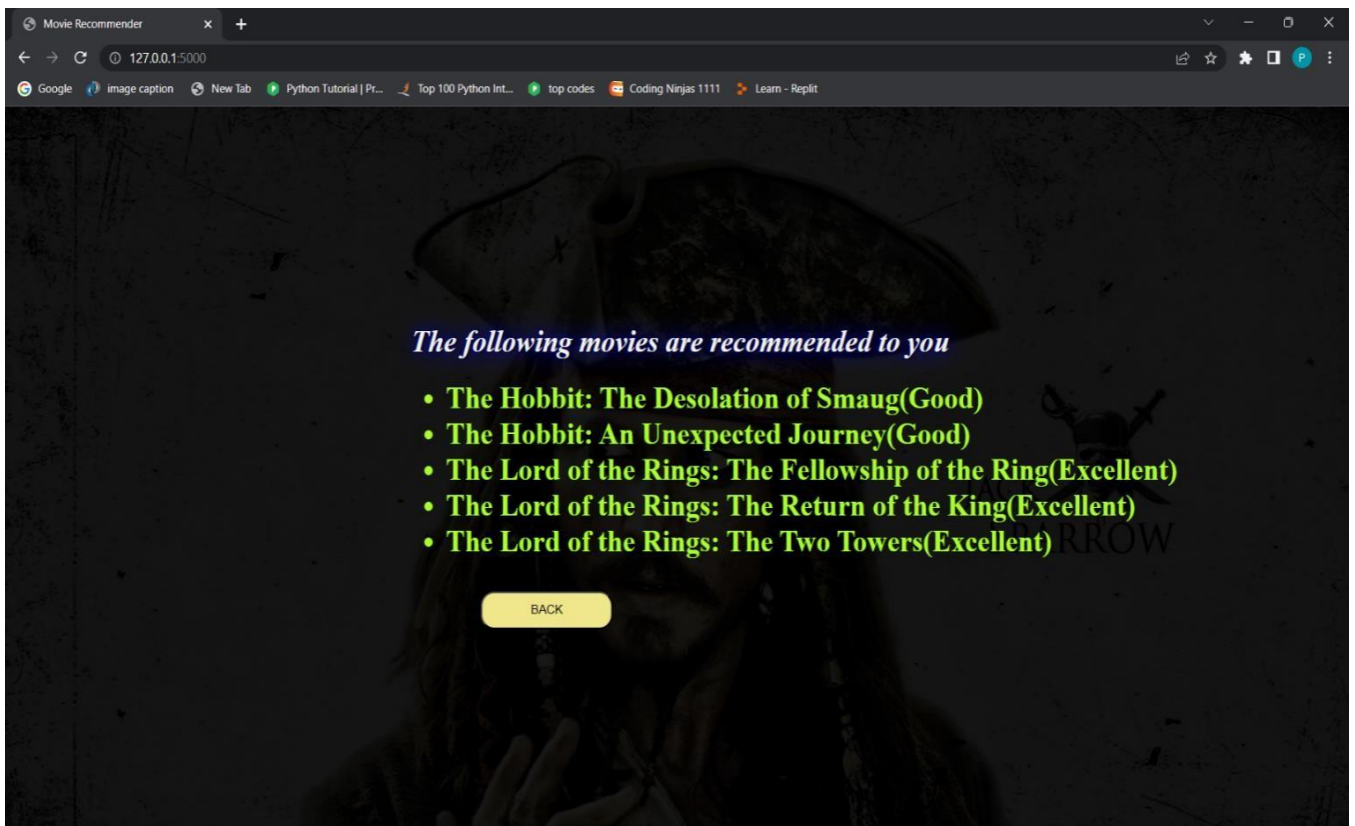 Movie Recommender
127.0.0.1:5000
P
Google image caption New Tab Python Tutorial | Pr... Top 100 Python Int... top codes Coding Ninjas 1111 Learn - Replit
The following movies are recommended to you
• The Hobbit: The Desolation of Smaug(Good)
• The Hobbit: An Unexpected Journey(Good)
• The Lord of the Rings: The Fellowship of the Ring(Excellent)
• The Lord of the Rings: The Return of the King(Excellent)
• The Lord of the Rings: The Two Towers(Excellent)
BACK